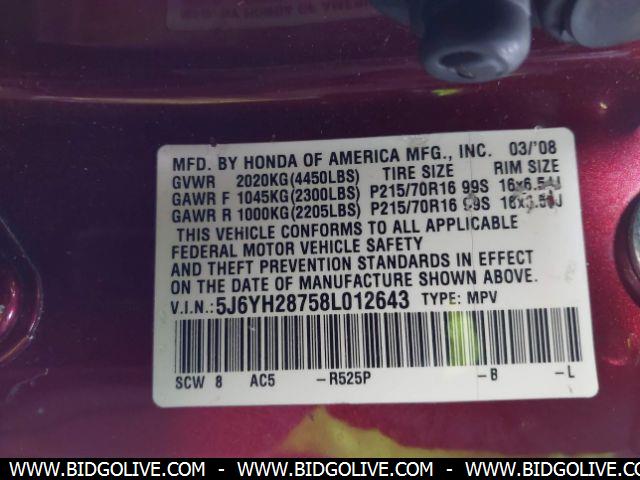 MFD. BY HONDA OF AMERICA MFG., INC. 03/'08
GVWR 2020KG(4450LBS) TIRE SIZE RIM SIZE
GAWR F 1045KG(2300LBS) P215/70R16 99S 16x6.5J
GAWR R 1000KG(2205LBS) P215/70R16 99S
THIS VEHICLE CONFORMS TO ALL APPLICABLE
FEDERAL MOTOR VEHICLE SAFETY
AND THEFT PREVENTION STANDARDS IN EFFECT
ON THE DATE OF MANUFACTURE SHOWN ABOVE.
V.I.N.:5J6YH28758L012643 TYPE: MPV
SCW 8 AC5 -R525P -B -L
WWW.BIDGOLIVE.COM - WWW.BIDGOLIVE.COM - WWW.BIDGOLIVE.COM